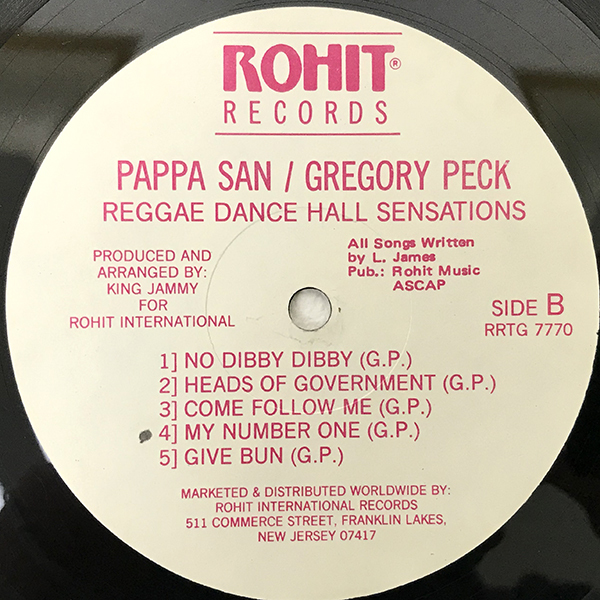 ROHIT®
RECORDS
PAPPA SAN / GREGORY PECK
REGGAE DANCE HALL SENSATIONS
PRODUCED AND
ARRANGED BY:
KING JAMMY
FOR
ROHIT INTERNATIONAL
All Songs Written
by L. James
Pub.: Rohit Music
ASCAP
SIDE B
RRTG 7770
1] NO DIBBY DIBBY (G.P.)
2] HEADS OF GOVERNMENT (G.P.)
3] COME FOLLOW ME (G.P.)
4] MY NUMBER ONE (G.P.)
5] GIVE BUN (G.P.)
MARKETED & DISTRIBUTED WORLDWIDE BY:
ROHIT INTERNATIONAL RECORDS
511 COMMERCE STREET, FRANKLIN LAKES,
NEW JERSEY 07417